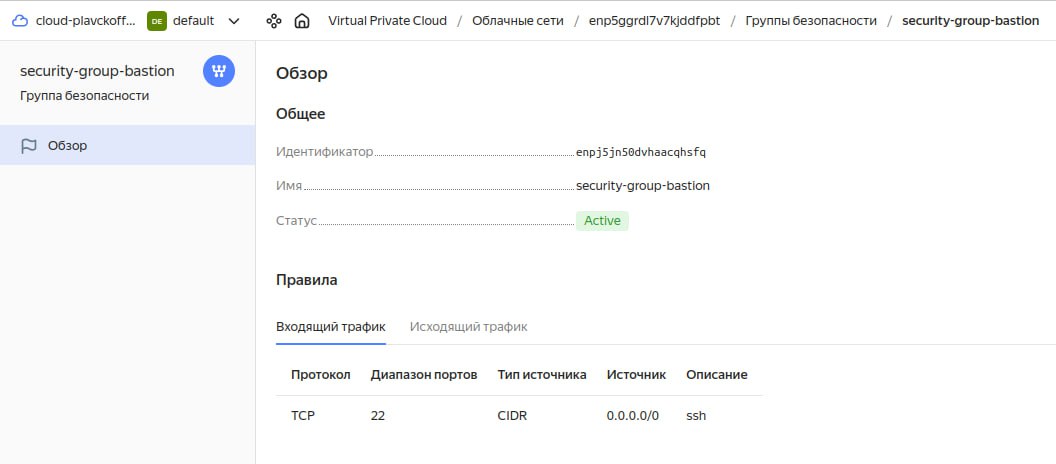 cloud-plavckoff... DE default Virtual Private Cloud / Облачные сети / enp5ggrdl7v7kjddfpbt / Группы безопасности / security-group-bastion
security-group-bastion
Группа безопасности
Обзор
Обзор
Общее
Идентификатор enpj5jn50dvhaacqhsfq
Имя security-group-bastion
Статус Active
Правила
Входящий трафик Исходящий трафик
Протокол Диапазон портов Тип источника Источник Описание
TCP 22 CIDR 0.0.0.0/0 ssh